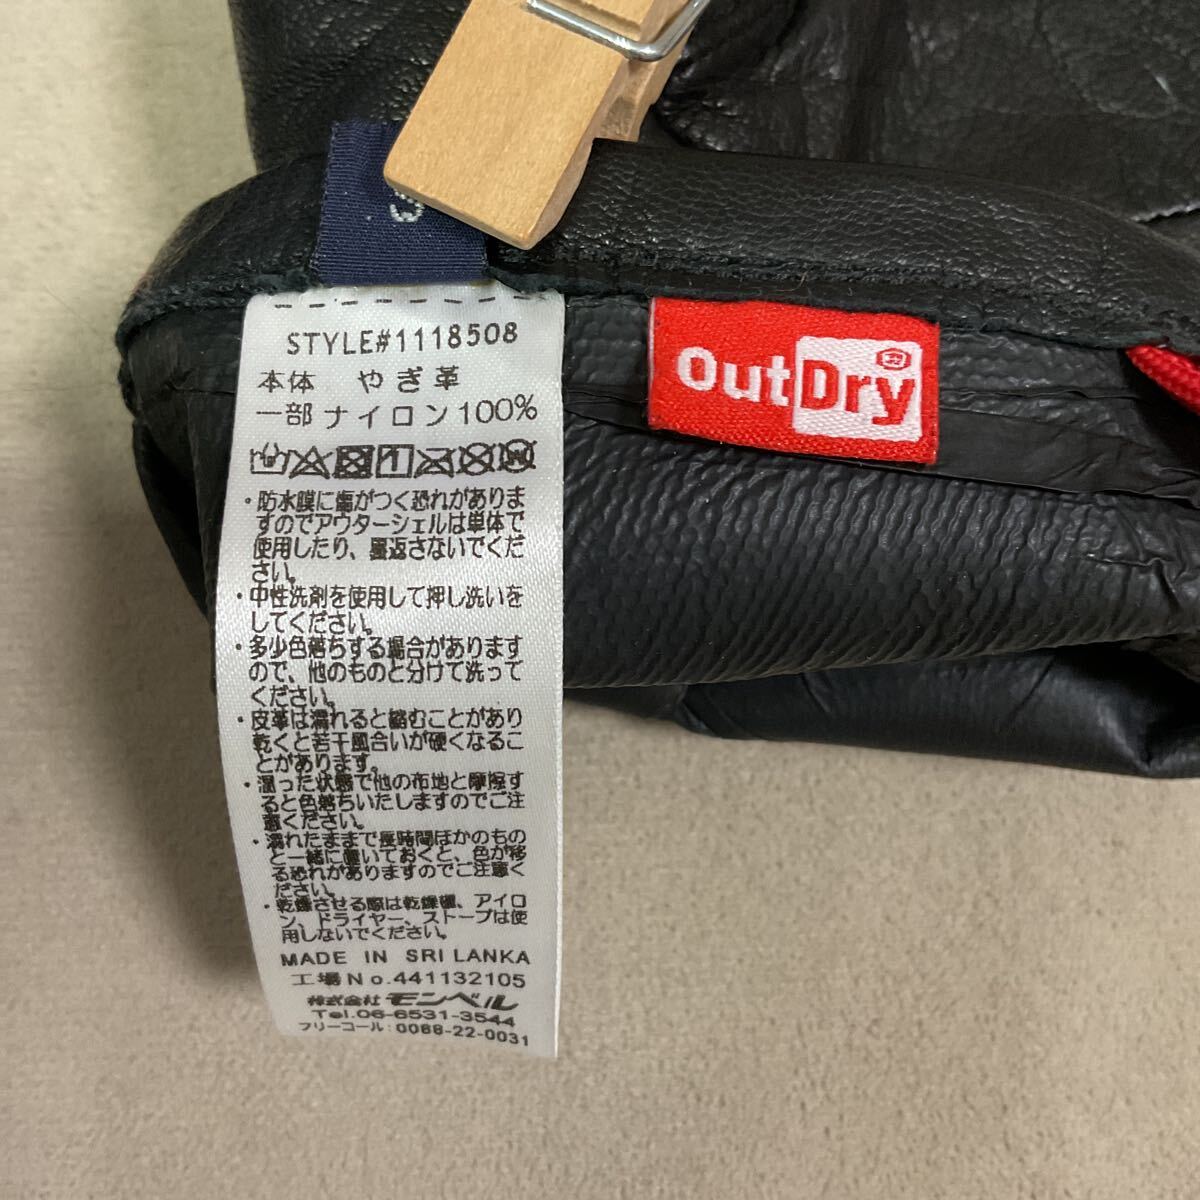 STYLE#1118508
本体 やぎ革
一部 ナイロン 100%
・防水膜に傷がつく恐れがありま
すのでアウターシェルは単体で
使用したり、裏返さないでくだ
さい。
・中性洗剤を使用して押し洗いを
してください。
・多少色落ちする場合があります
ので、他のものと分けて洗って
ください。
・皮革は濡れると縮むことがあり
乾くと若干風合いが硬くなるこ
とがあります。
・湿った状態で他の布地と摩擦す
ると色落ちいたしますのでご注
意ください。
・濡れたままで長時間ほかのもの
と一緒に置いておくと、色が移
る恐れがありますのでご注意く
ださい。
・乾燥させる際は乾燥機、アイロ
ン、ドライヤー、ストーブは使
用しないでください。
MADE IN SRI LANKA
工場No.441132105
株式会社 モンベル
Tel.06-6531-3544
フリーコール:0088-22-0031
OutDry